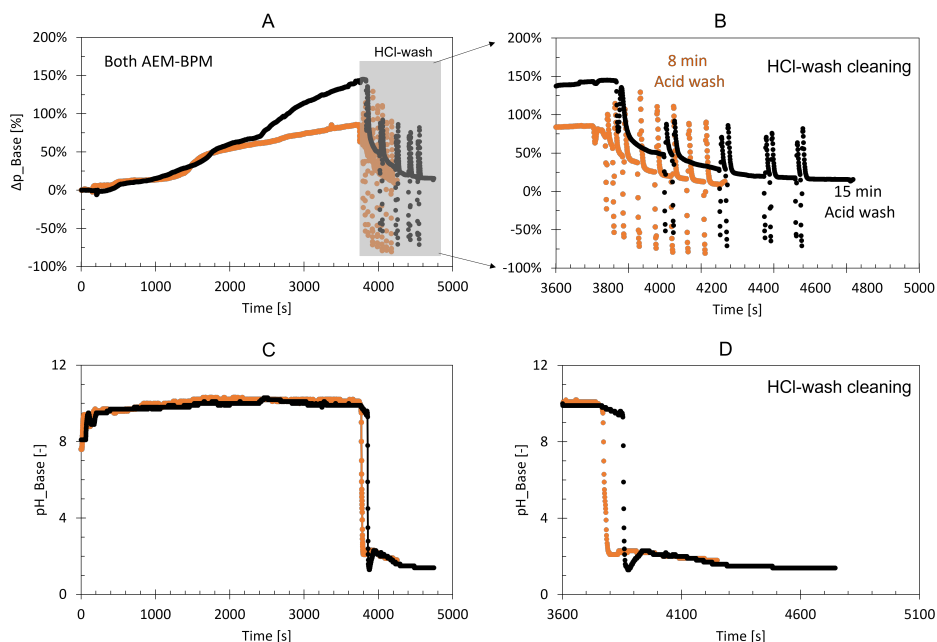 A
200%
150%
100%
50%
0%
-50%
-100%
Δp_Base [%]
Both AEM-BPM
HCl-wash
0 1000 2000 3000 4000 5000
Time [s]
B
200%
150%
100%
50%
0%
-50%
-100%
8 min
Acid wash
HCl-wash cleaning
15 min
Acid wash
3600 3800 4000 4200 4400 4600 5000
Time [s]
C
12
8
4
0
pH_Base [-]
0 1000 2000 3000 4000 5000
Time [s]
D
12
8
4
0
pH_Base [-]
HCl-wash cleaning
3600 4100 4600 5100
Time [s]